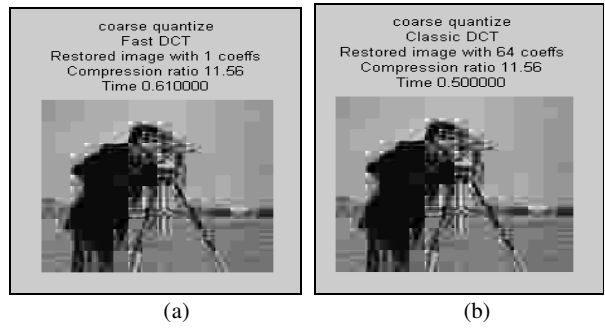 coarse quantize
Fast DCT
Restored image with 1 coeffs
Compression ratio 11.56
Time 0.610000
coarse quantize
Classic DCT
Restored image with 64 coeffs
Compression ratio 11.56
Time 0.500000
(a)
(b)